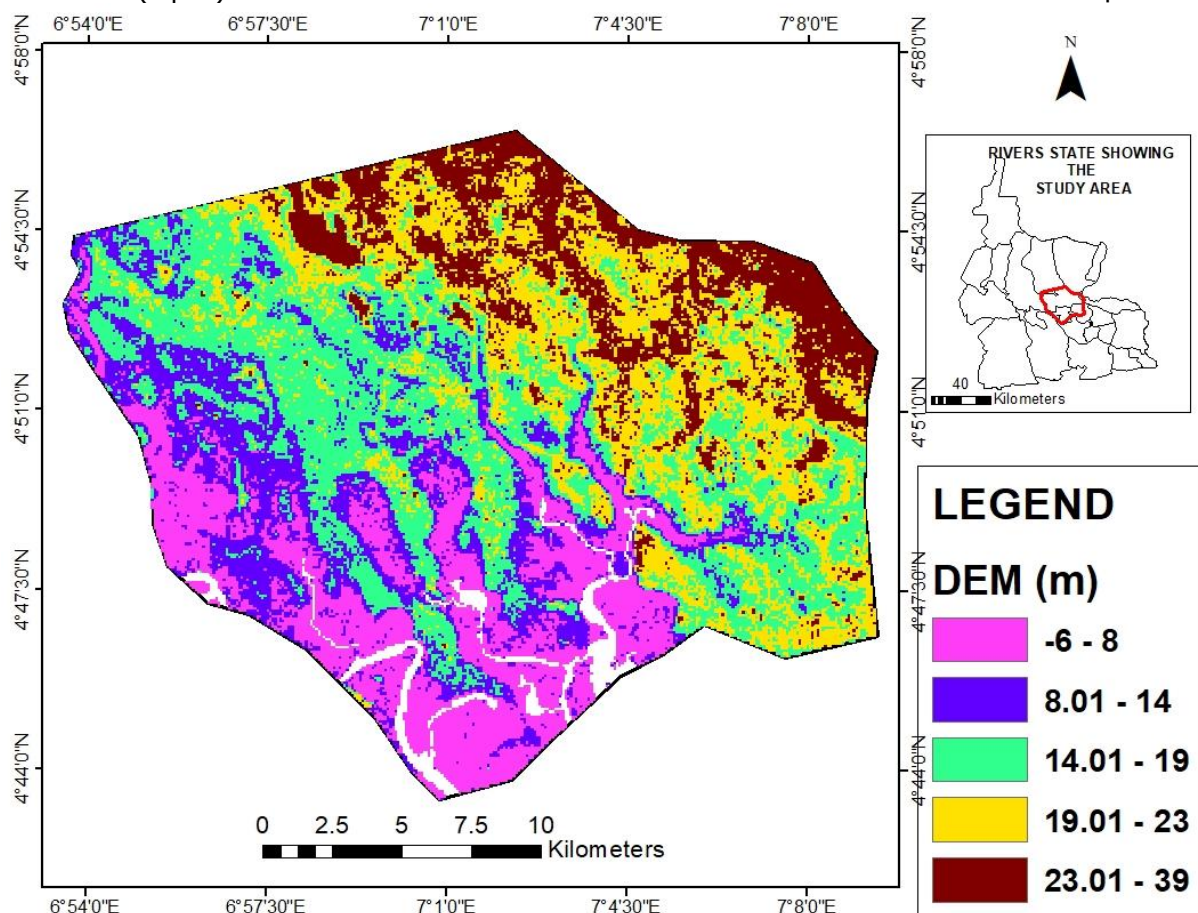 6°54'0"E 6°57'30"E 7°1'0"E 7°4'30"E 7°8'0"E
4°58'0"N
4°54'30"N
4°51'0"N
4°47'30"N
4°44'0"N
4°58'0"N
4°54'30"N
4°51'0"N
4°47'30"N
4°44'0"N
N
RIVERS STATE SHOWING
THE
STUDY AREA
40
Kilometers
LEGEND
DEM (m)
-6 - 8
8.01 - 14
14.01 - 19
19.01 - 23
23.01 - 39
0 2.5 5 7.5 10
Kilometers
6°54'0"E 6°57'30"E 7°1'0"E 7°4'30"E 7°8'0"E